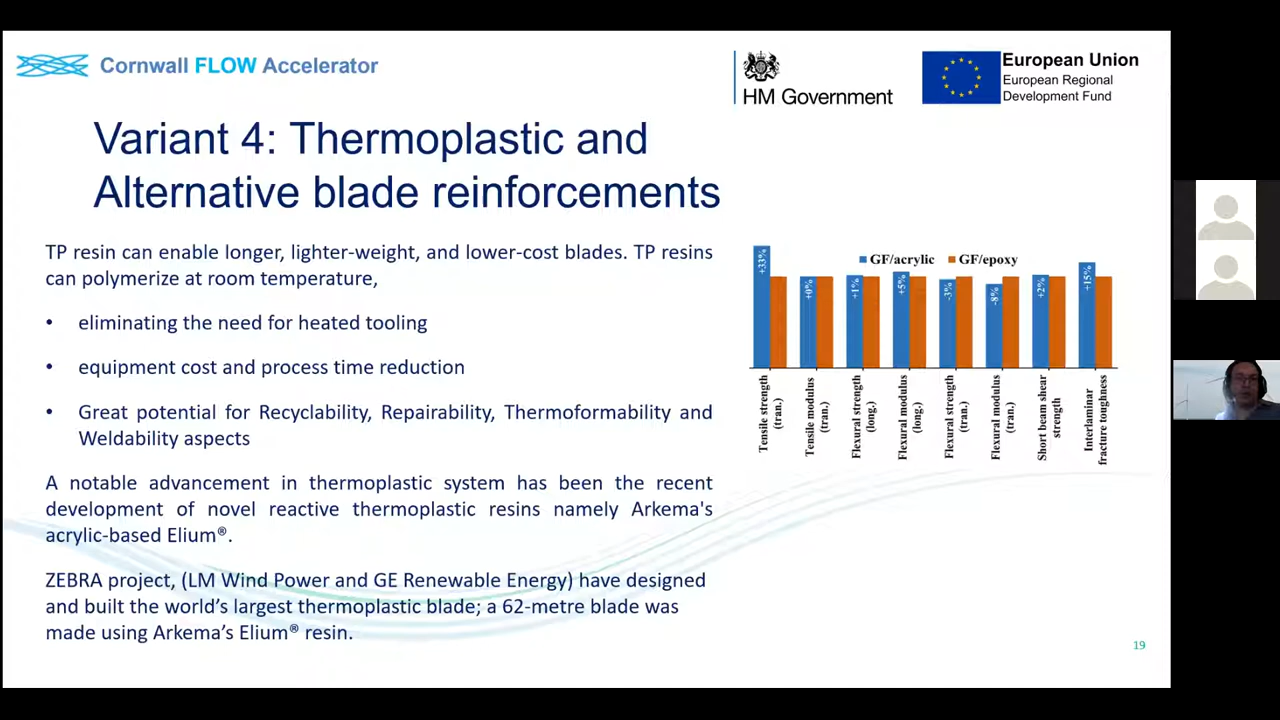 Cornwall FLOW Accelerator
HM Government
European Union
European Regional
Development Fund
Variant 4: Thermoplastic and
Alternative blade reinforcements
TP resin can enable longer, lighter-weight, and lower-cost blades. TP resins
can polymerize at room temperature,
• eliminating the need for heated tooling
• equipment cost and process time reduction
• Great potential for Recyclability, Repairability, Thermoformability and
Weldability aspects
A notable advancement in thermoplastic system has been the recent
development of novel reactive thermoplastic resins namely Arkema's
acrylic-based Elium®.
ZEBRA project, (LM Wind Power and GE Renewable Energy) have designed
and built the world's largest thermoplastic blade; a 62-metre blade was
made using Arkema's Elium® resin.
GF/acrylic GF/epoxy
+33%
+0%
+1%
+5%
-3%
-8%
+2%
+15%
Tensile strength
(tran.)
Tensile modulus
(tran.)
Flexural strength
(long.)
Flexural modulus
(long.)
Flexural strength
(tran.)
Flexural modulus
(tran.)
Short beam shear
strength
Interlaminar
fracture toughness
19